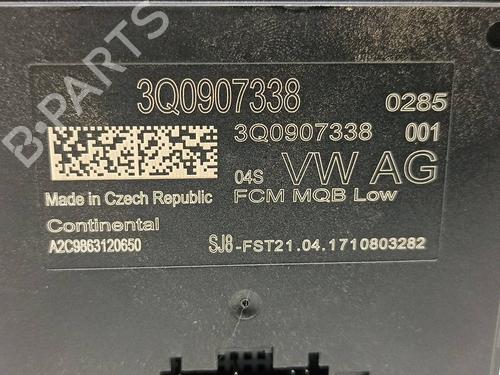 3Q0907338 0285
3Q0907338 001
04S VW AG
Made in Czech Republic FCM MQB Low
Continental
A2C9863120650 SJ8-FST21.04.1710803282
B-PARTS